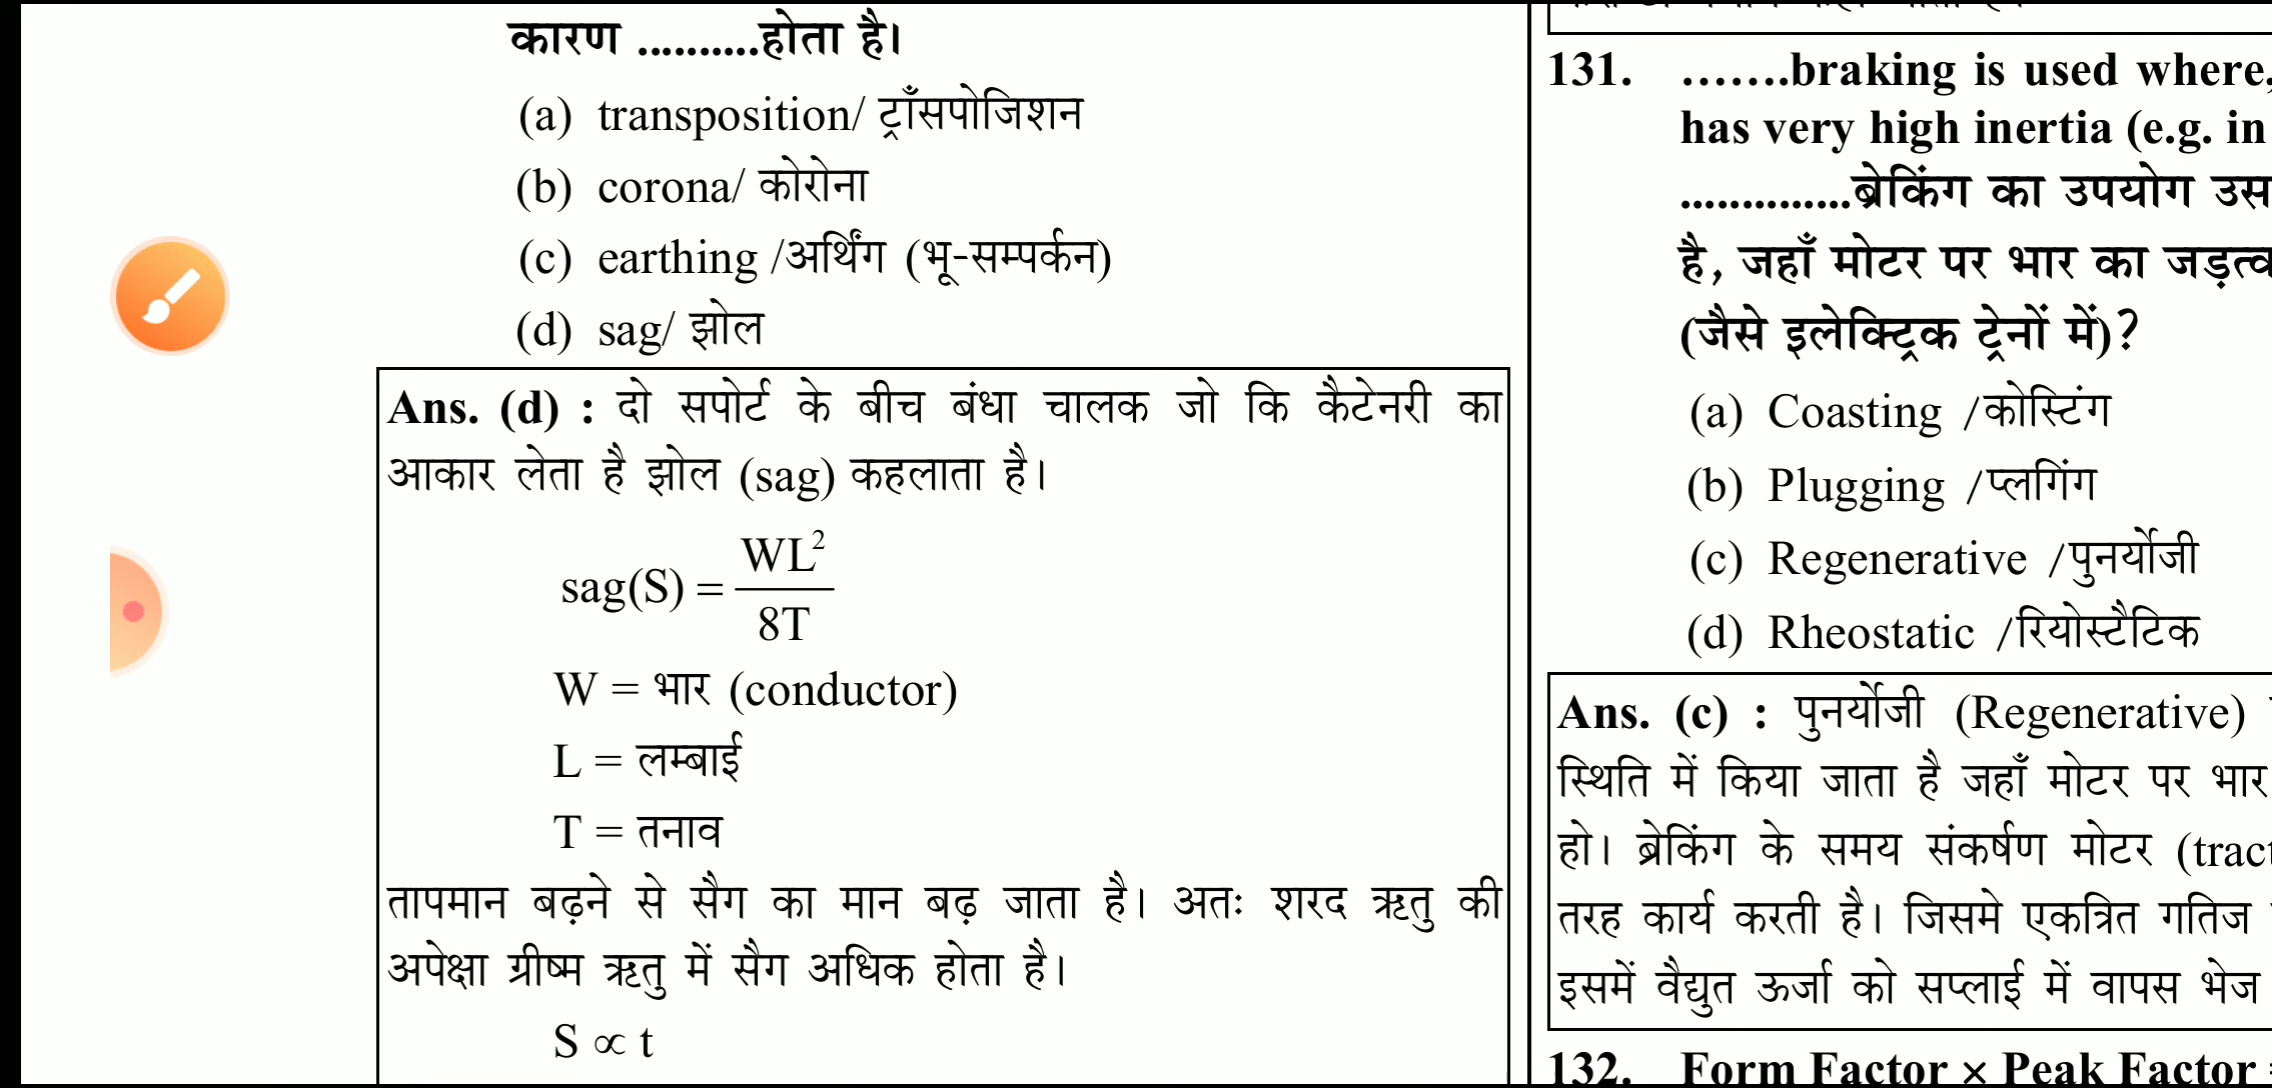 कारण ..........होता है।
(a) transposition/ ट्राँसपोजिशन
(b) corona/ कोरोना
(c) earthing /अर्थिंग (भू-सम्पर्कन)
(d) sag/ झोल
Ans. (d) : दो सपोर्ट के बीच बंधा चालक जो कि कैटेनरी का
आकार लेता है झोल (sag) कहलाता है।
sag(S) = WL²/8T
W = भार (conductor)
L = लम्बाई
T = तनाव
तापमान बढ़ने से सैग का मान बढ़ जाता है। अतः शरद ऋतु की
अपेक्षा ग्रीष्म ऋतु में सैग अधिक होता है।
S ∝ t
131. .......braking is used where,
has very high inertia (e.g. in
..............ब्रेकिंग का उपयोग उस
है, जहाँ मोटर पर भार का जड़त्व
(जैसे इलेक्ट्रिक ट्रेनों में)?
(a) Coasting /कोस्टिंग
(b) Plugging /प्लगिंग
(c) Regenerative /पुनर्योजी
(d) Rheostatic /रियोस्टैटिक
Ans. (c) : पुनर्योजी (Regenerative)
स्थिति में किया जाता है जहाँ मोटर पर भार
हो। ब्रेकिंग के समय संकर्षण मोटर (tract
तरह कार्य करती है। जिसमे एकत्रित गतिज
इसमें वैद्युत ऊर्जा को सप्लाई में वापस भेज
132. Form Factor × Peak Factor =